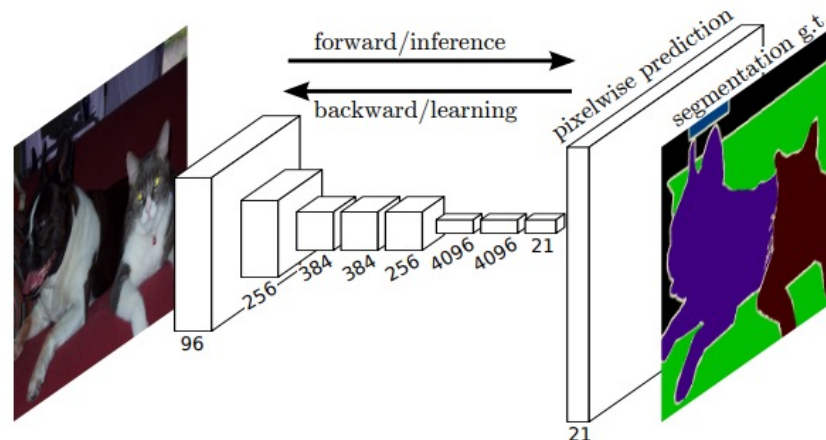 forward/inference
backward/learning
pixelwise prediction
segmentation g.t
96
256
384
384
256
4096
4096
21
21